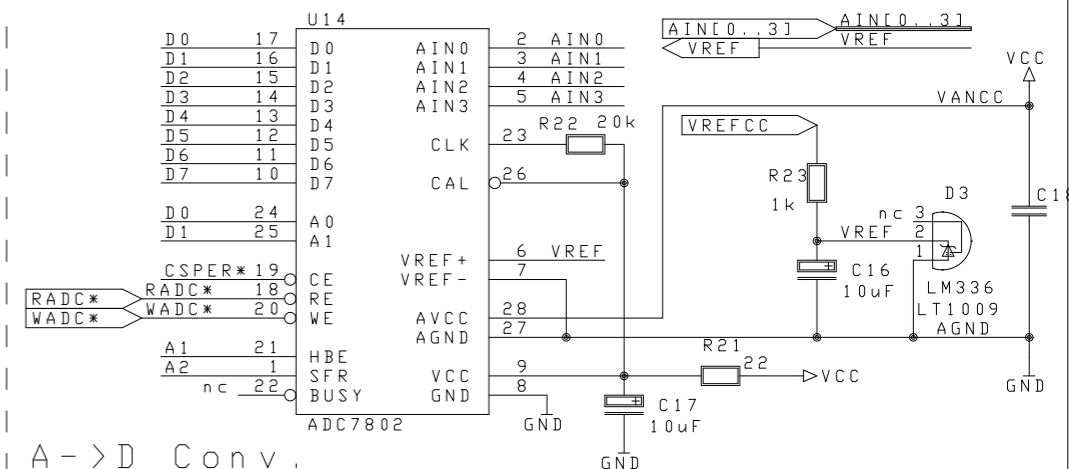 U14
D0 17 D0
D1 16 D1
D2 15 D2
D3 14 D3
D4 13 D4
D5 12 D5
D6 11 D6
D7 10 D7
D0 24 A0
D1 25 A1
CSPER* 19 CE
RADC* RADC* 18 RE
WADC* WADC* 20 WE
A1 21 HBE
A2 1 SFR
nc 22 BUSY
AIN0 2 AIN0
AIN1 3 AIN1
AIN2 4 AIN2
AIN3 5 AIN3
CLK 23 R22 20k
CAL 26
VREF+ 6 VREF
VREF- 7
AVCC 28
AGND 27
VCC 9
GND 8
GND
ADC7802
R21
22
VCC
C17
10uF
GND
AIN[0..3] AIN[0..3]
VREF VREF
VCC
VANCC
VREFCC
R23
1k
VREF
C16
10uF
D3
nc 3
2
1
LM336
LT1009
AGND
C18
GND
A->D Conv.